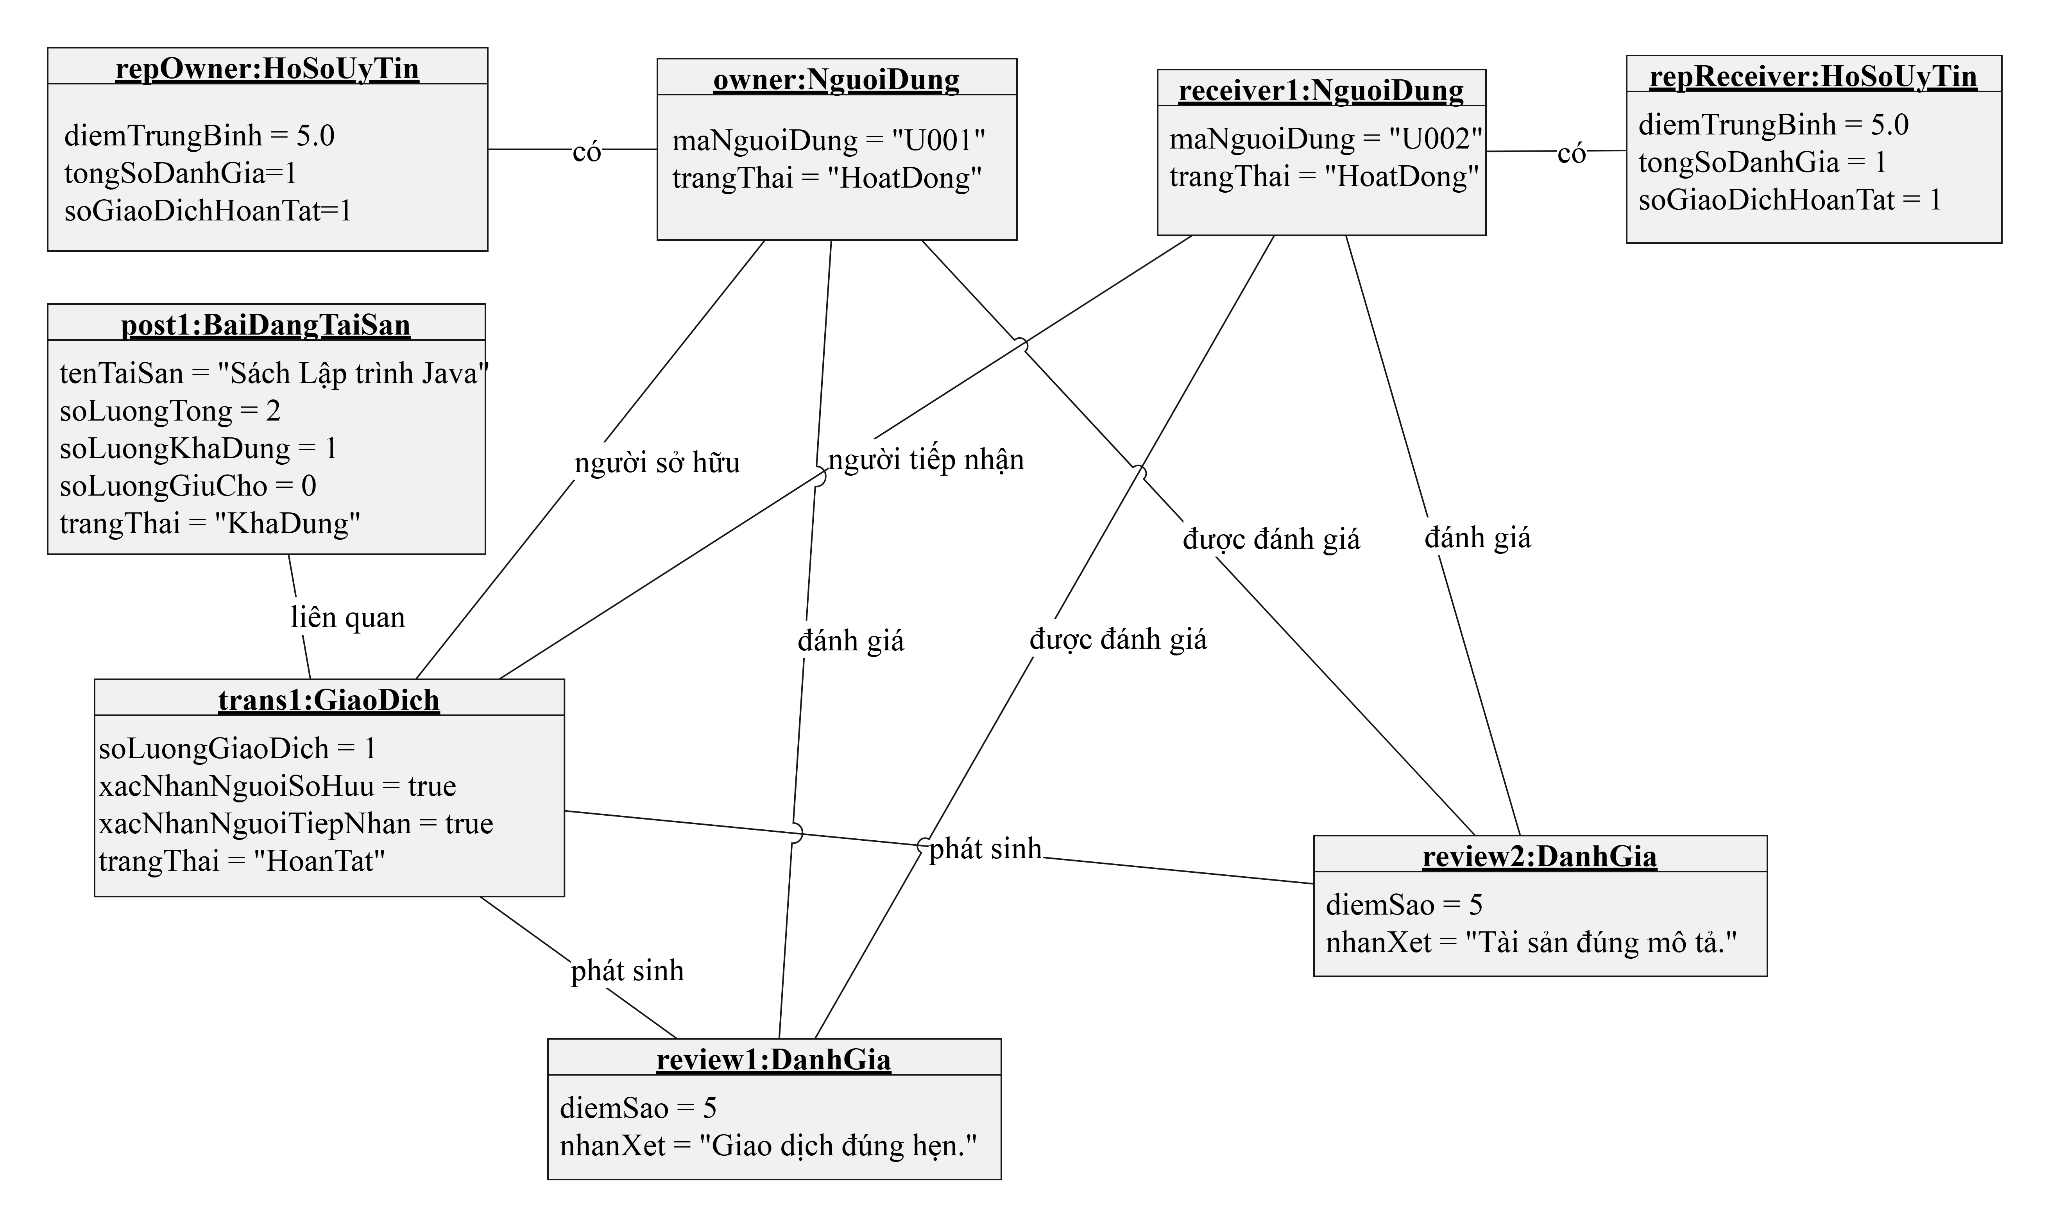 repOwner:HoSoUyTin
diemTrungBinh = 5.0
tongSoDanhGia=1
soGiaoDichHoanTat=1
có
owner:NguoiDung
maNguoiDung = "U001"
trangThai = "HoatDong"
receiver1:NguoiDung
maNguoiDung = "U002"
trangThai = "HoatDong"
có
repReceiver:HoSoUyTin
diemTrungBinh = 5.0
tongSoDanhGia = 1
soGiaoDichHoanTat = 1
post1:BaiDangTaiSan
tenTaiSan = "Sách Lập trình Java"
soLuongTong = 2
soLuongKhaDung = 1
soLuongGiuCho = 0
trangThai = "KhaDung"
người sở hữu
người tiếp nhận
được đánh giá
đánh giá
liên quan
đánh giá
được đánh giá
trans1:GiaoDich
soLuongGiaoDich = 1
xacNhanNguoiSoHuu = true
xacNhanNguoiTiepNhan = true
trangThai = "HoanTat"
phát sinh
review2:DanhGia
diemSao = 5
nhanXet = "Tài sản đúng mô tả."
phát sinh
review1:DanhGia
diemSao = 5
nhanXet = "Giao dịch đúng hẹn."